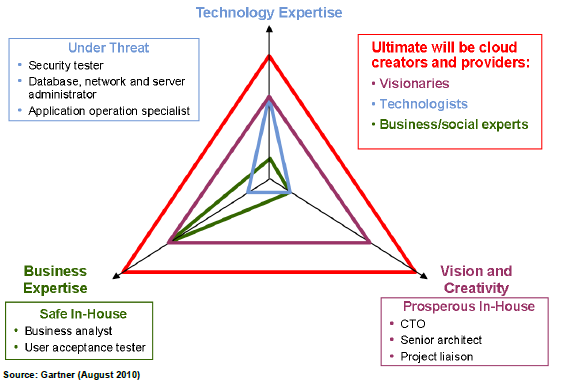 Technology Expertise
Under Threat
• Security tester
• Database, network and server
administrator
• Application operation specialist
Ultimate will be cloud
creators and providers:
• Visionaries
• Technologists
• Business/social experts
Business
Expertise
Vision and
Creativity
Safe In-House
• Business analyst
• User acceptance tester
Prosperous In-House
• CTO
• Senior architect
• Project liaison
Source: Gartner (August 2010)